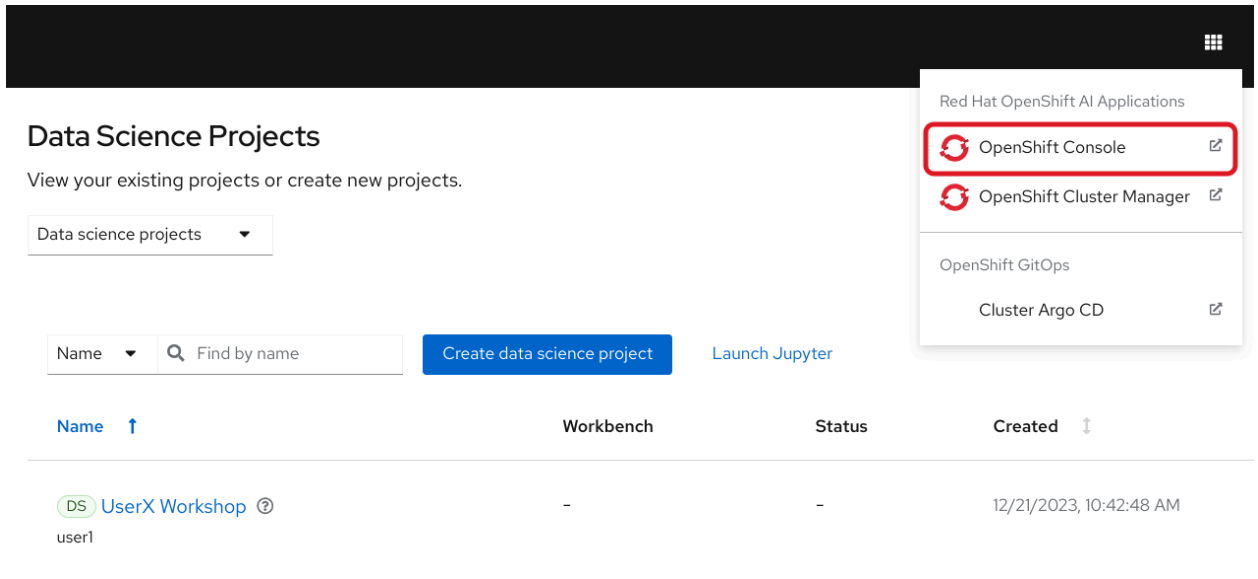 Red Hat OpenShift AI Applications
OpenShift Console
OpenShift Cluster Manager
OpenShift GitOps
Cluster Argo CD
Data Science Projects
View your existing projects or create new projects.
Data science projects
Name Find by name Create data science project Launch Jupyter
Name Workbench Status Created
DS UserX Workshop - - 12/21/2023, 10:42:48 AM
user1